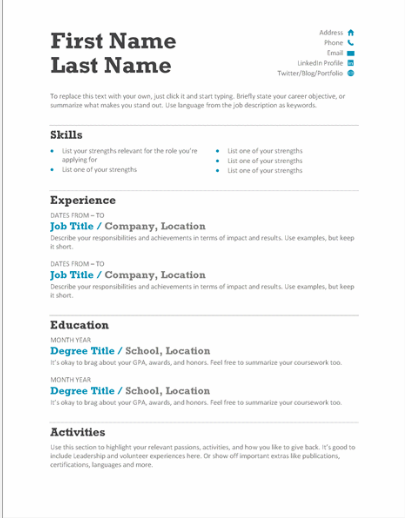 First Name
Last Name
Address
Phone
Email
LinkedIn Profile
Twitter/Blog/Portfolio
To replace this text with your own, just click it and start typing. Briefly state your career objective, or
summarize what makes you stand out. Use language from the job description as keywords.
Skills
List your strengths relevant for the role you're
applying for
List one of your strengths
List one of your strengths
List one of your strengths
List one of your strengths
Experience
DATES FROM – TO
Job Title / Company, Location
Describe your responsibilities and achievements in terms of impact and results. Use examples, but keep
it short.
DATES FROM – TO
Job Title / Company, Location
Describe your responsibilities and achievements in terms of impact and results. Use examples, but keep
it short.
Education
MONTH YEAR
Degree Title / School, Location
It's okay to brag about your GPA, awards, and honors. Feel free to summarize your coursework too.
MONTH YEAR
Degree Title / School, Location
It's okay to brag about your GPA, awards, and honors. Feel free to summarize your coursework too.
Activities
Use this section to highlight your relevant passions, activities, and how you like to give back. It's good to
include Leadership and volunteer experiences here. Or show off important extras like publications,
certifications, languages and more.